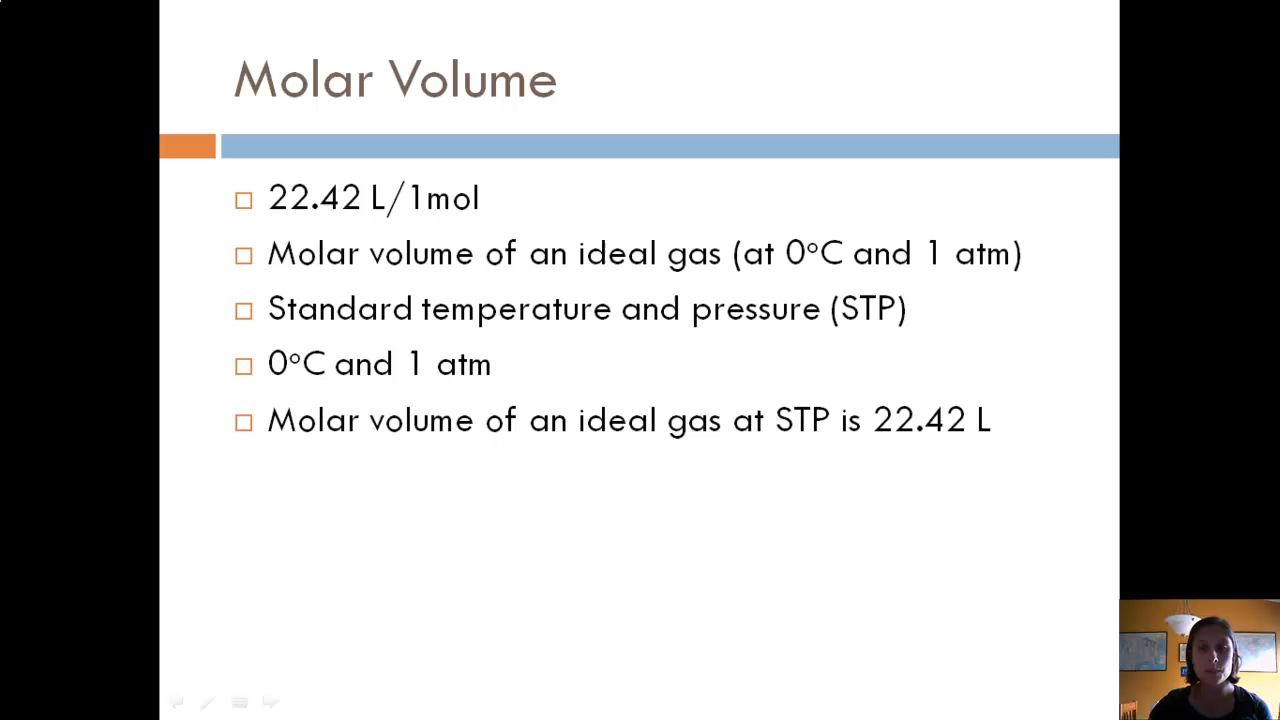 Molar Volume
22.42 L/1mol
Molar volume of an ideal gas (at 0°C and 1 atm)
Standard temperature and pressure (STP)
0°C and 1 atm
Molar volume of an ideal gas at STP is 22.42 L